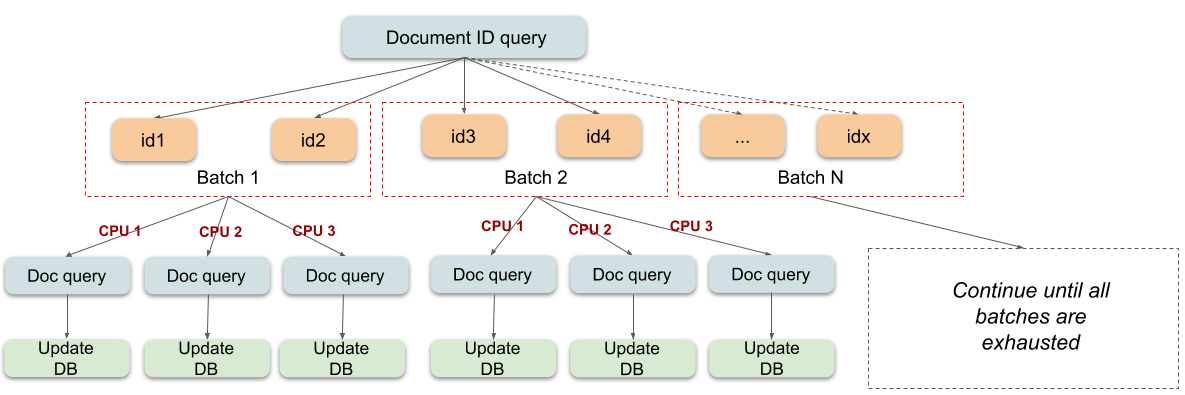 Document ID query
id1
id2
id3
id4
...
idx
Batch 1
Batch 2
Batch N
CPU 1
CPU 2
CPU 3
CPU 1
CPU 2
CPU 3
Doc query
Doc query
Doc query
Doc query
Doc query
Doc query
Continue until all
batches are
exhausted
Update
DB
Update
DB
Update
DB
Update
DB
Update
DB
Update
DB